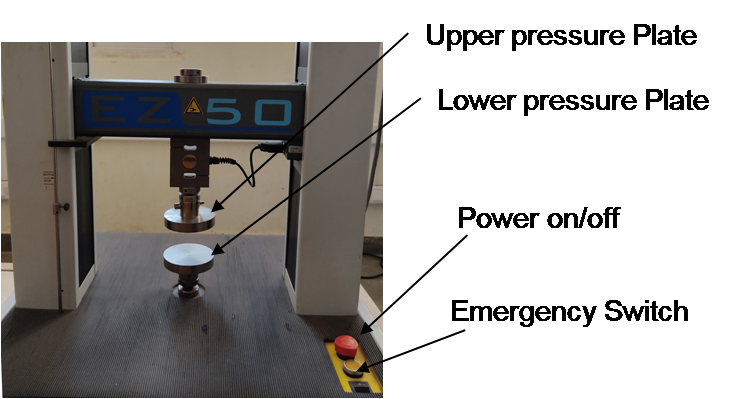 Upper pressure Plate
Lower pressure Plate
EZ 50
Power on/off
Emergency Switch